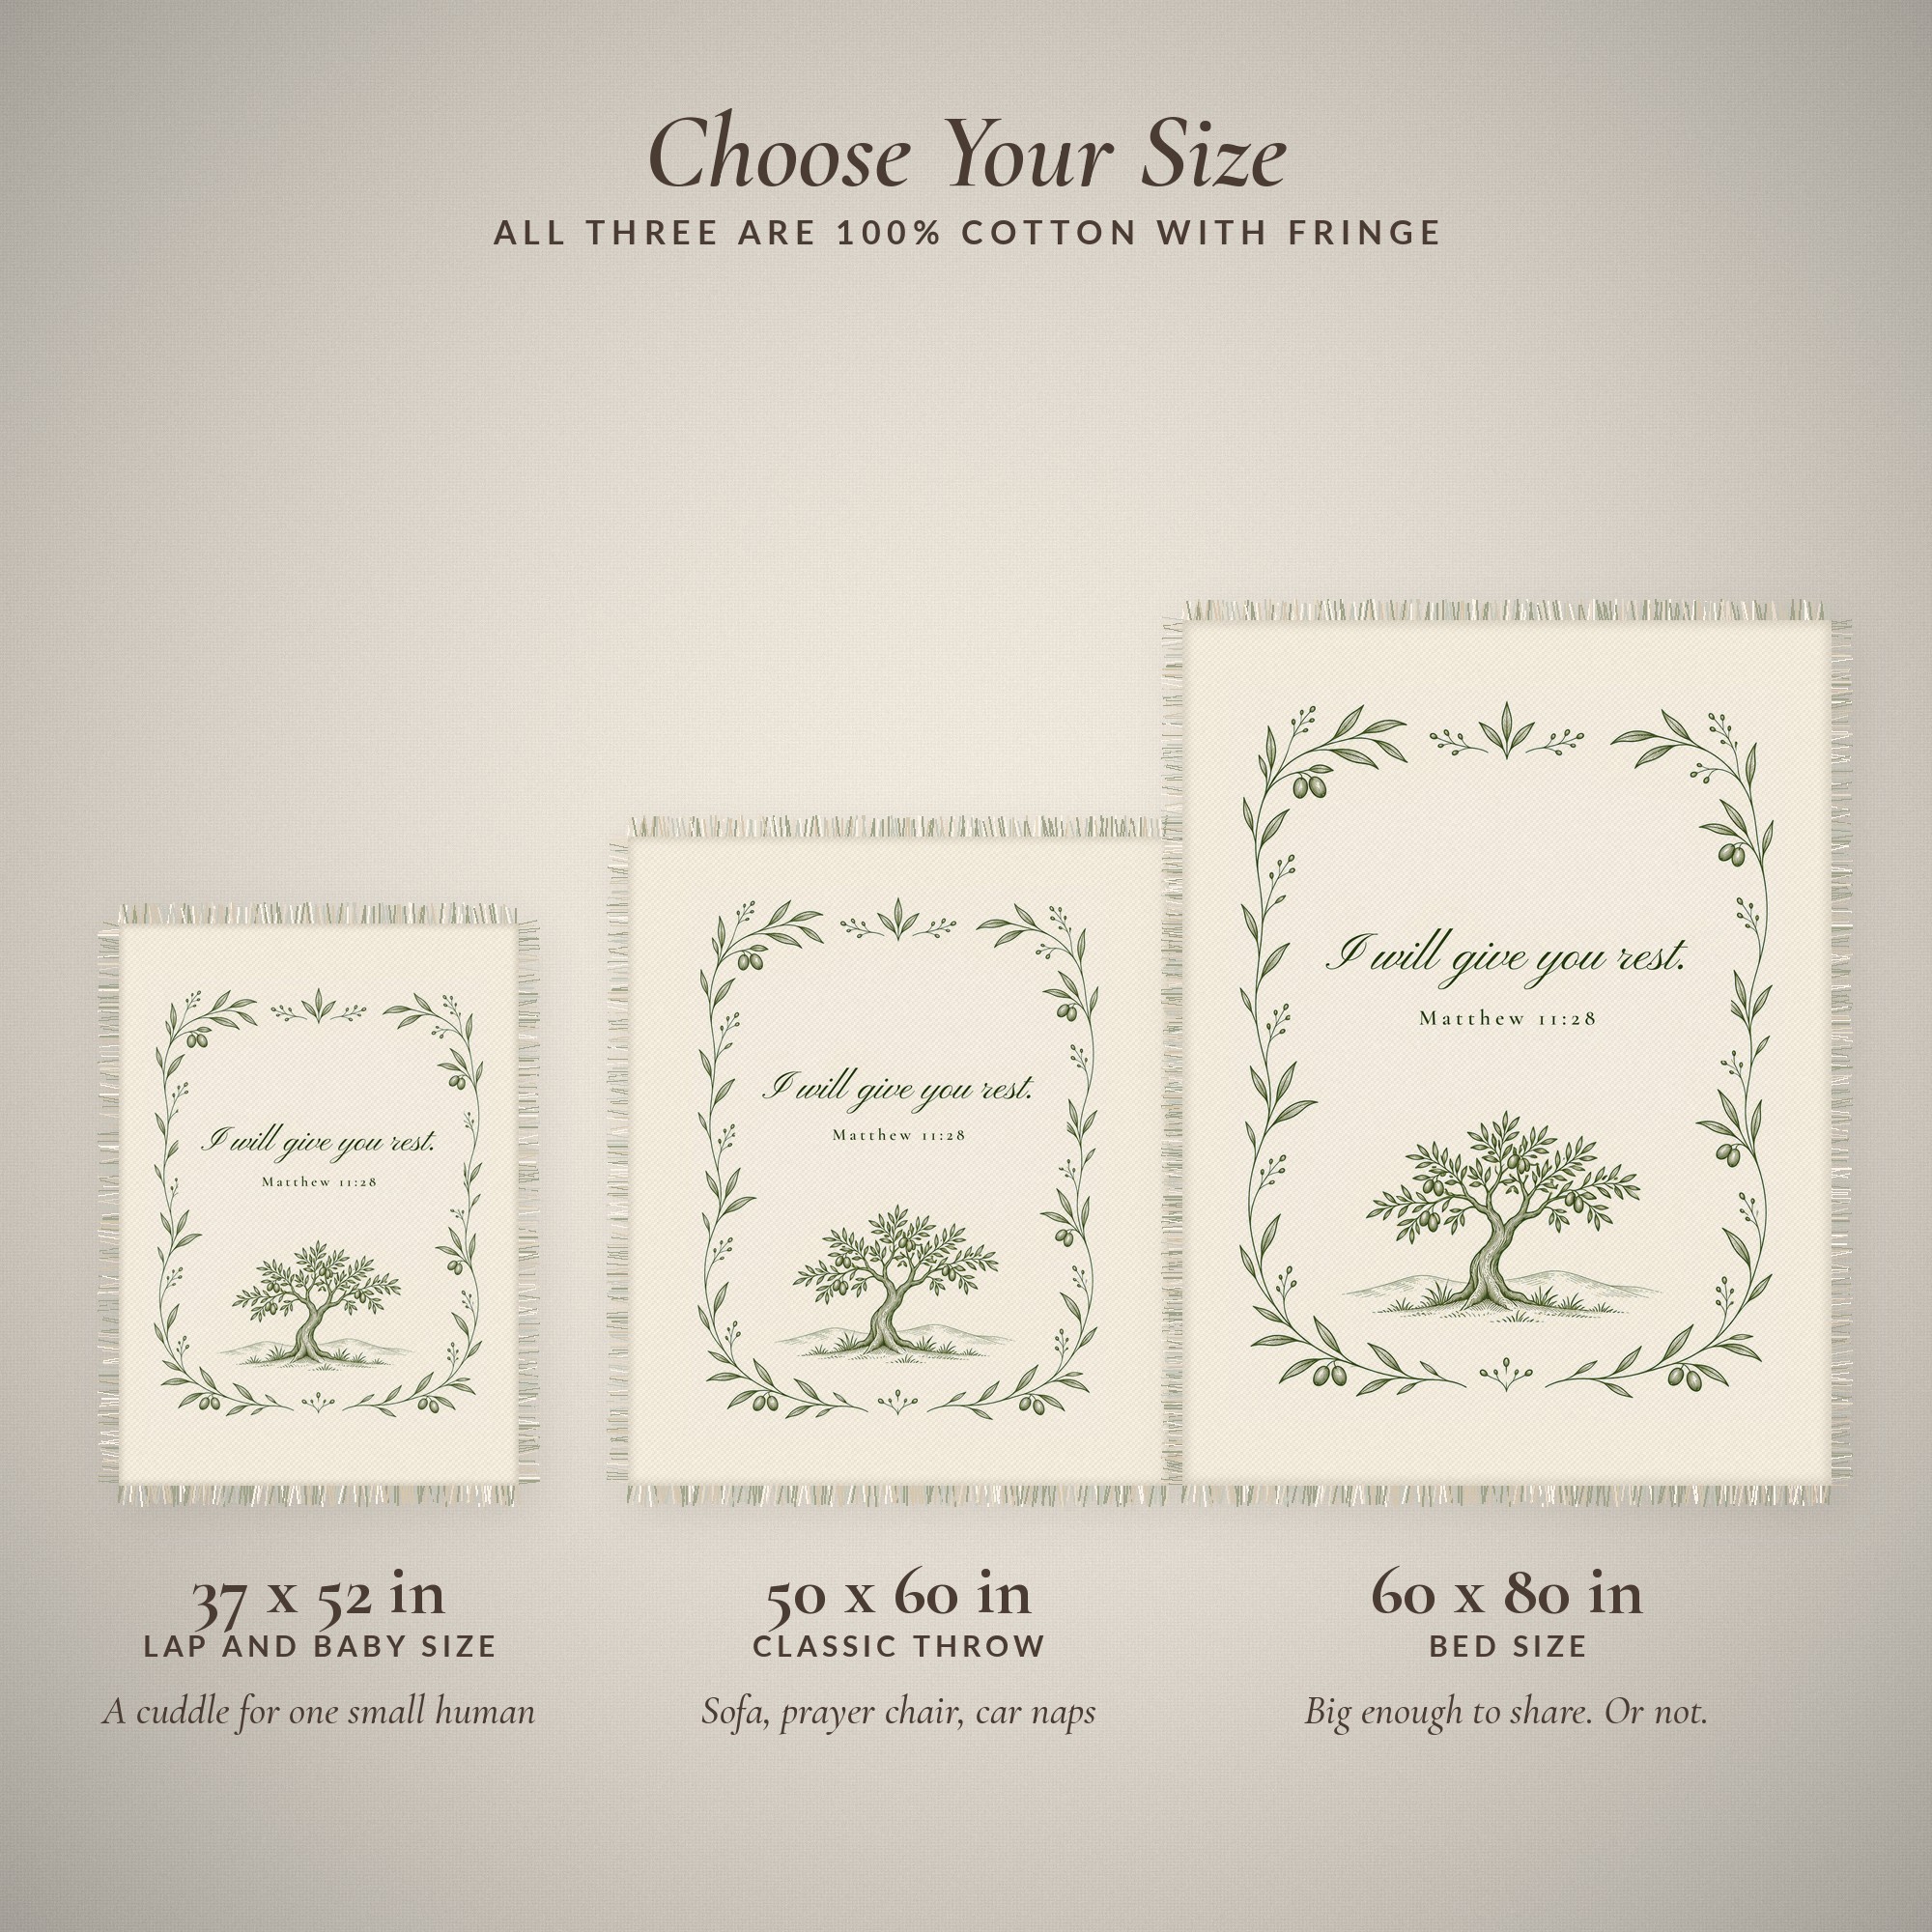 Choose Your Size
ALL THREE ARE 100% COTTON WITH FRINGE
I will give you rest.
Matthew 11:28
I will give you rest.
Matthew 11:28
I will give you rest.
Matthew 11:28
37 x 52 in
LAP AND BABY SIZE
A cuddle for one small human
50 x 60 in
CLASSIC THROW
Sofa, prayer chair, car naps
60 x 80 in
BED SIZE
Big enough to share. Or not.